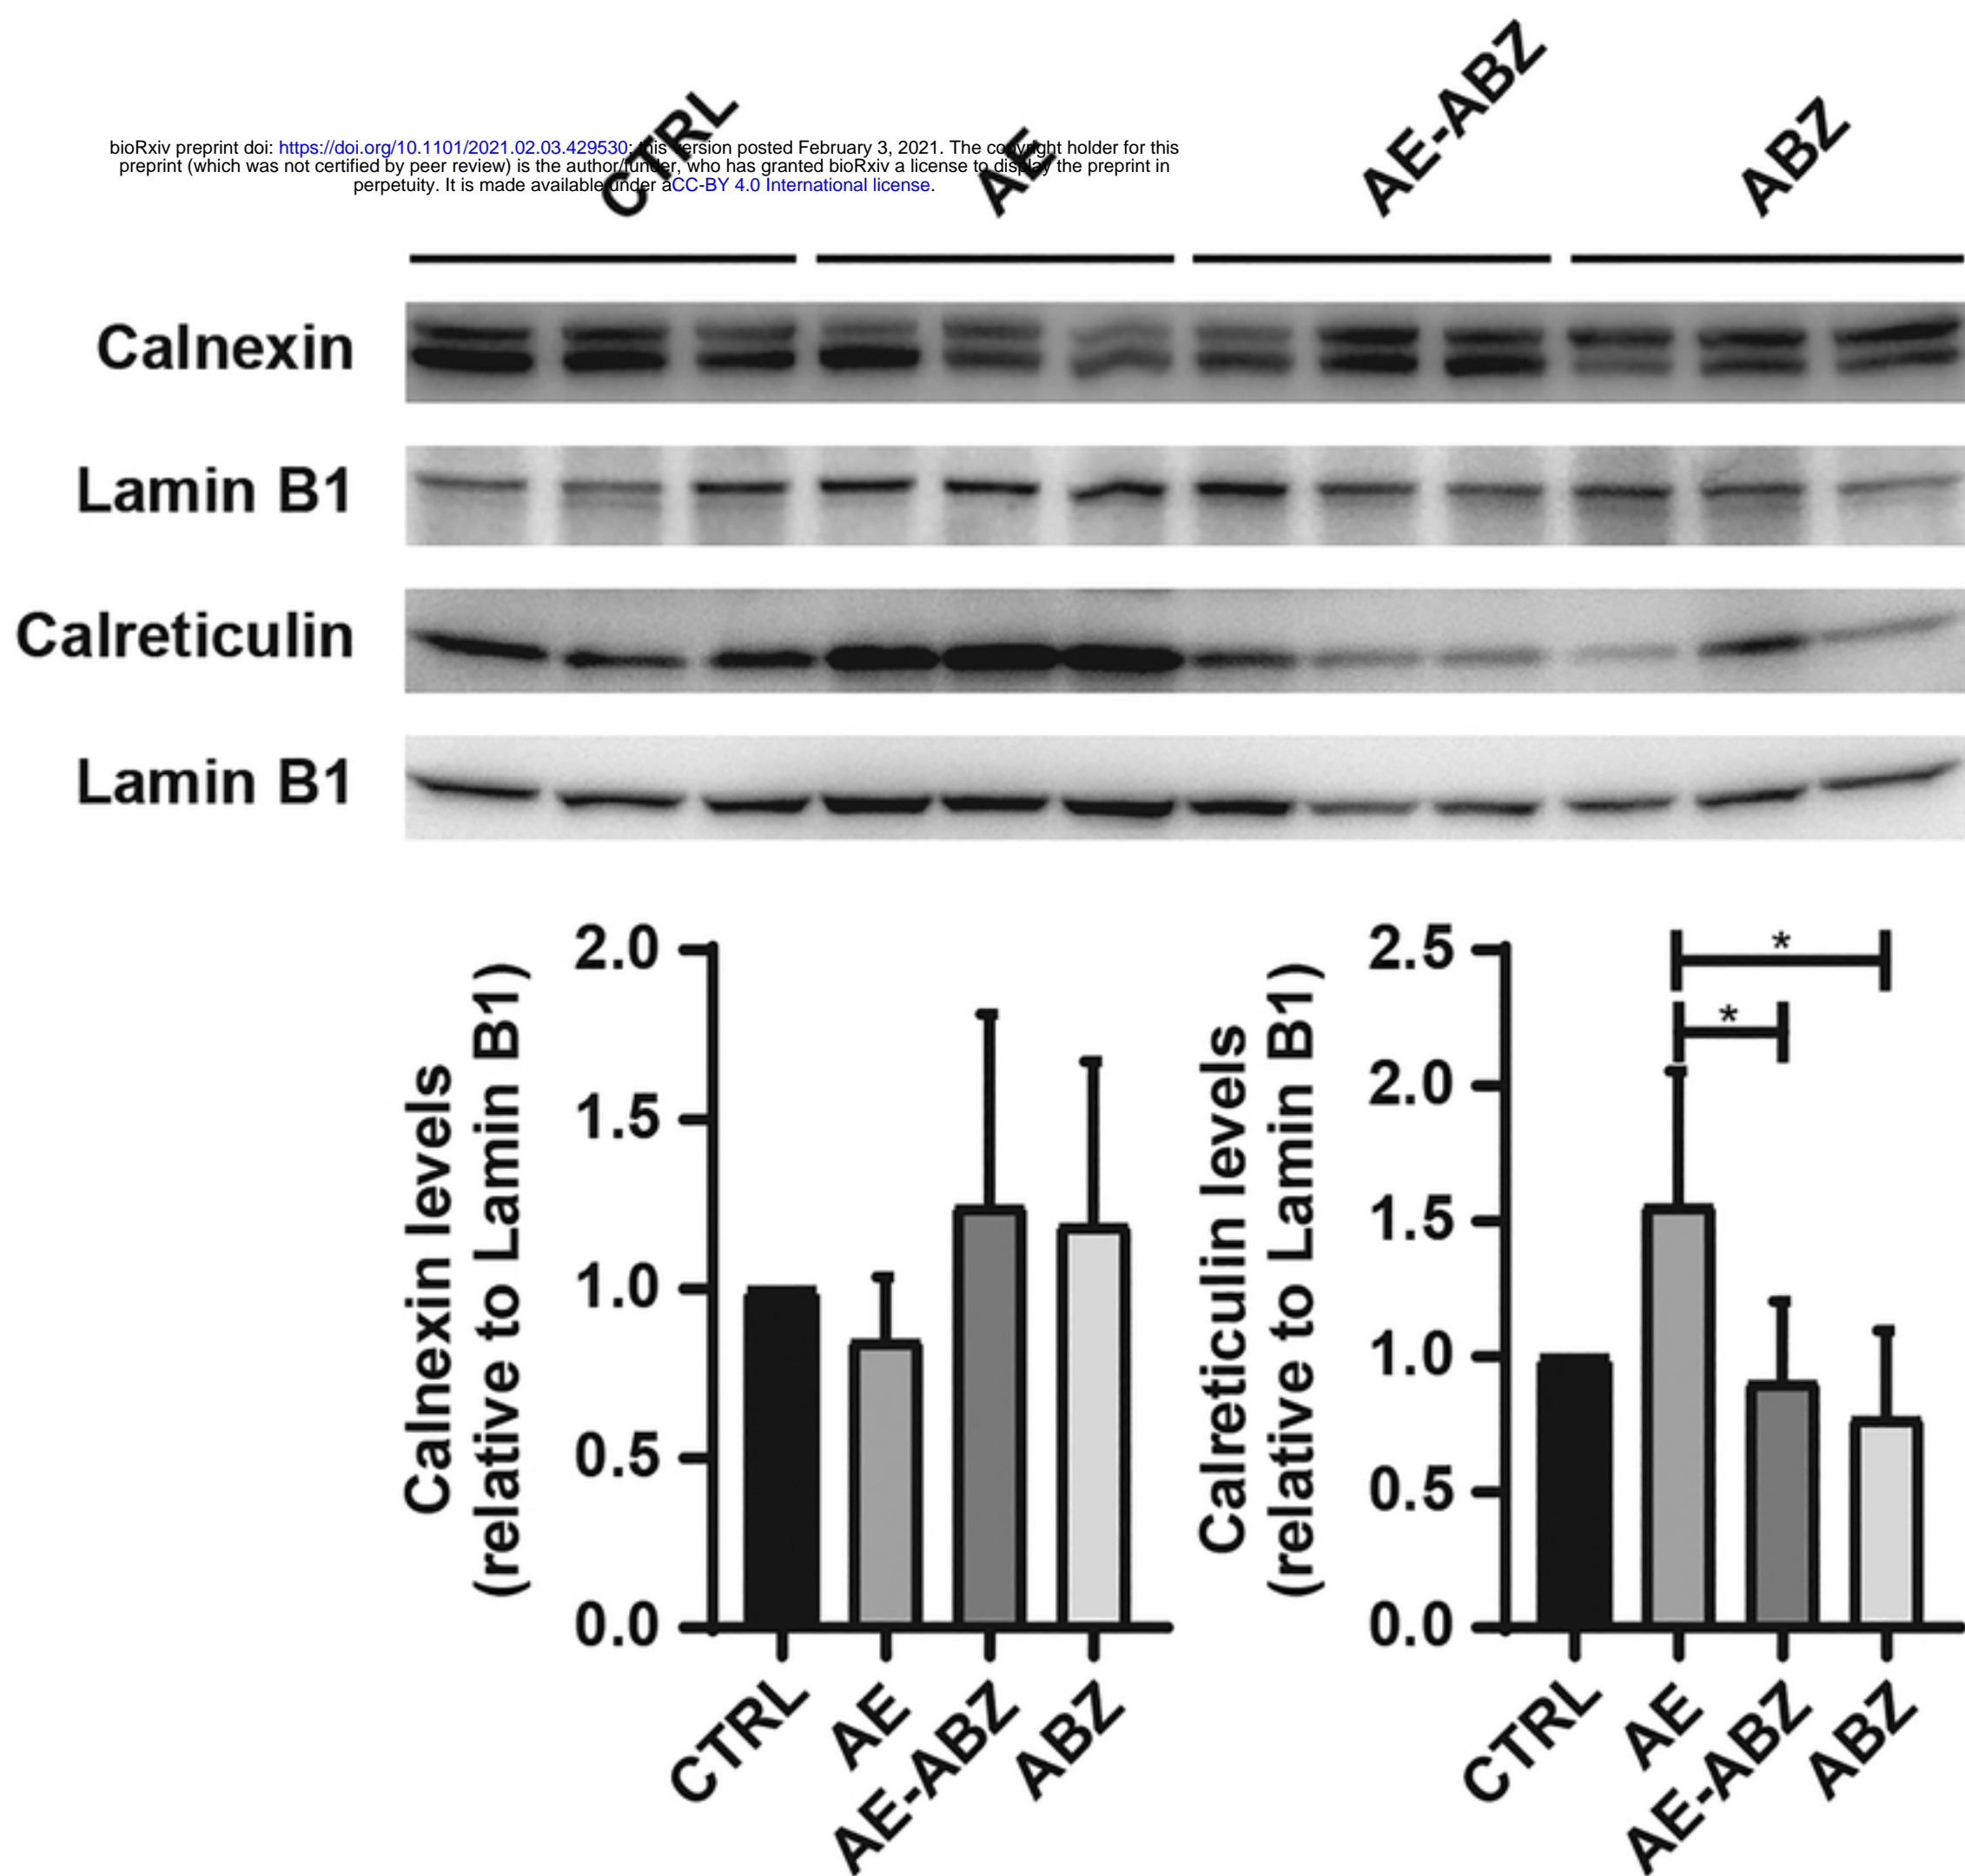 CTRL
AE
AE-ABZ
ABZ
bioRxiv preprint doi: https://doi.org/10.1101/2021.02.03.429530; this version posted February 3, 2021. The copyright holder for this
preprint (which was not certified by peer review) is the author/funder, who has granted bioRxiv a license to display the preprint in
perpetuity. It is made available under aCC-BY 4.0 International license.
Calnexin
Lamin B1
Calreticulin
Lamin B1
Calnexin levels
(relative to Lamin B1)
2.0
1.5
1.0
0.5
0.0
CTRL
AE
AE-ABZ
ABZ
Calreticulin levels
(relative to Lamin B1)
2.5
2.0
1.5
1.0
0.5
0.0
*
*
CTRL
AE
AE-ABZ
ABZ